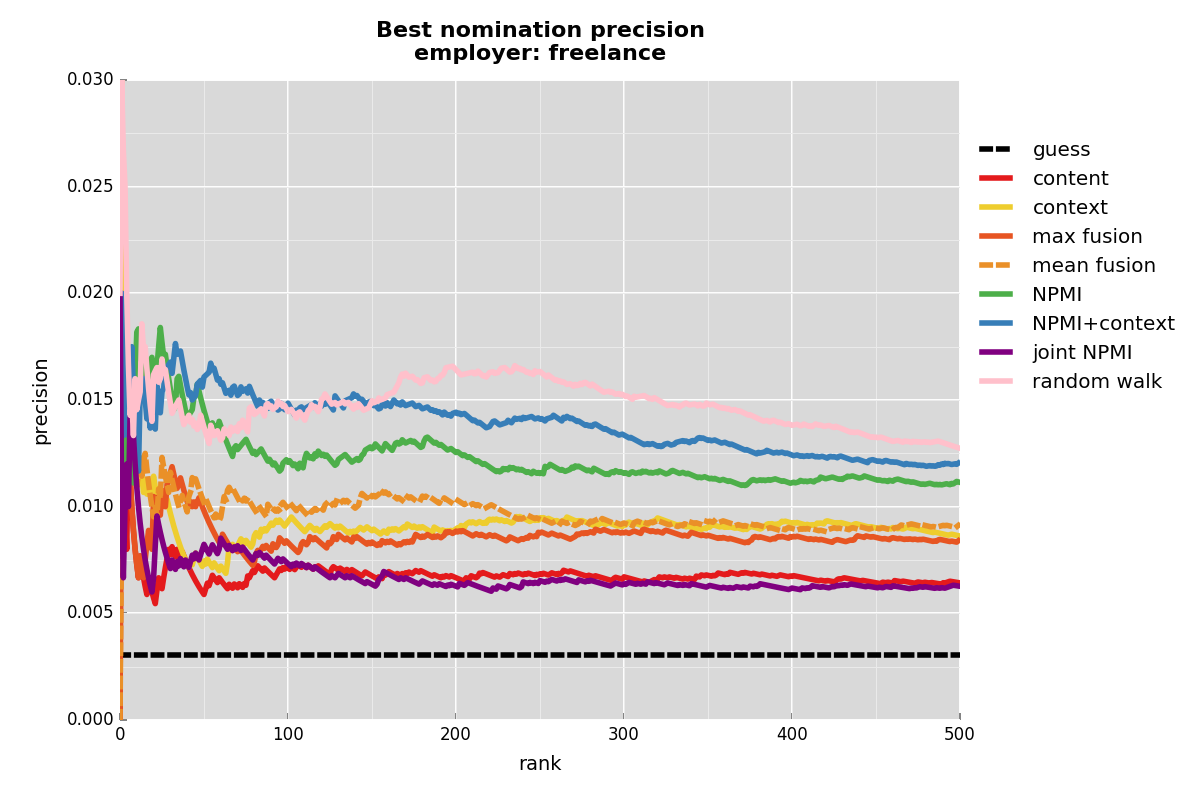 Best nomination precision
employer: freelance
0.030
0.025
0.020
0.015
0.010
0.005
0.000
precision
0
100
200
300
400
500
rank
guess
content
context
max fusion
mean fusion
NPMI
NPMI+context
joint NPMI
random walk